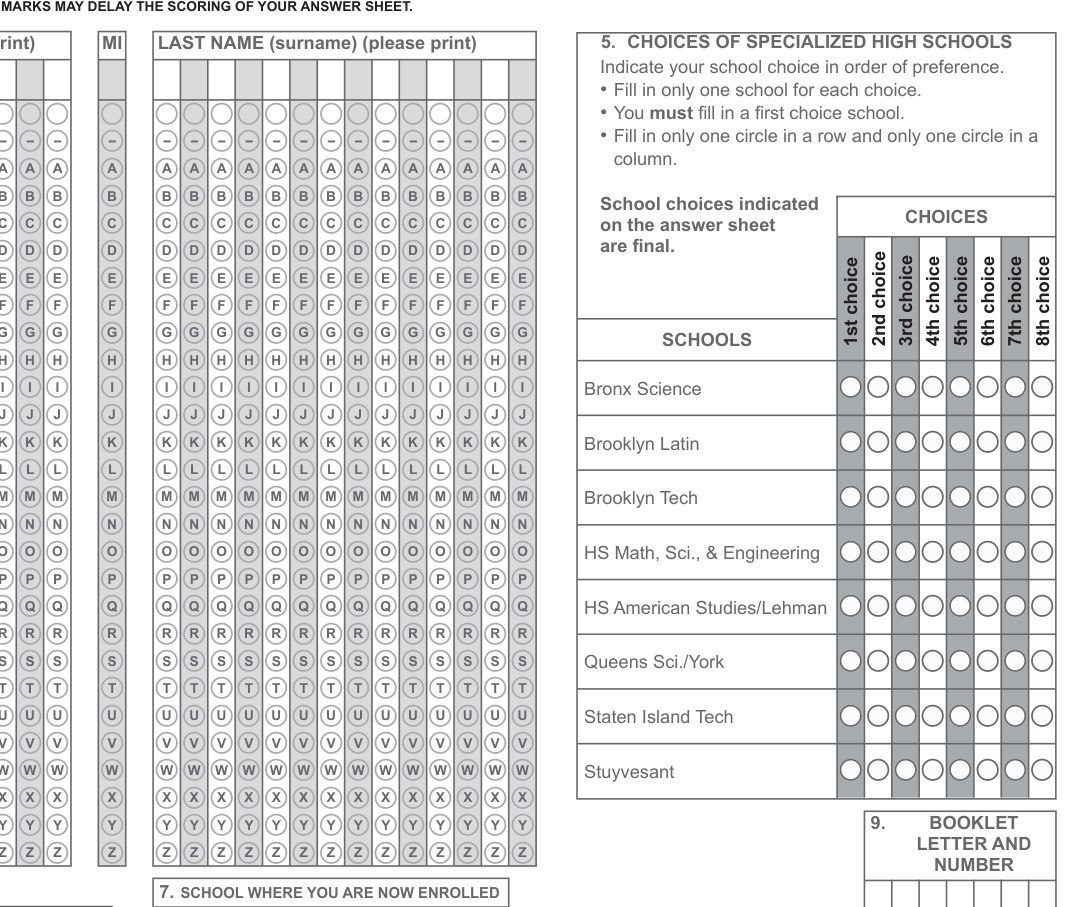 MARKS MAY DELAY THE SCORING OF YOUR ANSWER SHEET.
rint)
MI
LAST NAME (surname) (please print)
– – – – – – – – – – – – – – – – – –
A A A A A A A A A A A A A A A A A A
B B B B B B B B B B B B B B B B B B
C C C C C C C C C C C C C C C C C C
D D D D D D D D D D D D D D D D D D
E E E E E E E E E E E E E E E E E E
F F F F F F F F F F F F F F F F F F
G G G G G G G G G G G G G G G G G G
H H H H H H H H H H H H H H H H H H
I I I I I I I I I I I I I I I I I I
J J J J J J J J J J J J J J J J J J
K K K K K K K K K K K K K K K K K K
L L L L L L L L L L L L L L L L L L
M M M M M M M M M M M M M M M M M M
N N N N N N N N N N N N N N N N N N
O O O O O O O O O O O O O O O O O O
P P P P P P P P P P P P P P P P P P
Q Q Q Q Q Q Q Q Q Q Q Q Q Q Q Q Q Q
R R R R R R R R R R R R R R R R R R
S S S S S S S S S S S S S S S S S S
T T T T T T T T T T T T T T T T T T
U U U U U U U U U U U U U U U U U U
V V V V V V V V V V V V V V V V V V
W W W W W W W W W W W W W W W W W W
X X X X X X X X X X X X X X X X X X
Y Y Y Y Y Y Y Y Y Y Y Y Y Y Y Y Y Y
Z Z Z Z Z Z Z Z Z Z Z Z Z Z Z Z Z Z
7. SCHOOL WHERE YOU ARE NOW ENROLLED
5. CHOICES OF SPECIALIZED HIGH SCHOOLS
Indicate your school choice in order of preference.
• Fill in only one school for each choice.
• You must fill in a first choice school.
• Fill in only one circle in a row and only one circle in a
column.
School choices indicated
on the answer sheet
are final.
CHOICES
1st choice
2nd choice
3rd choice
4th choice
5th choice
6th choice
7th choice
8th choice
SCHOOLS
Bronx Science
Brooklyn Latin
Brooklyn Tech
HS Math, Sci., & Engineering
HS American Studies/Lehman
Queens Sci./York
Staten Island Tech
Stuyvesant
9. BOOKLET
LETTER AND
NUMBER